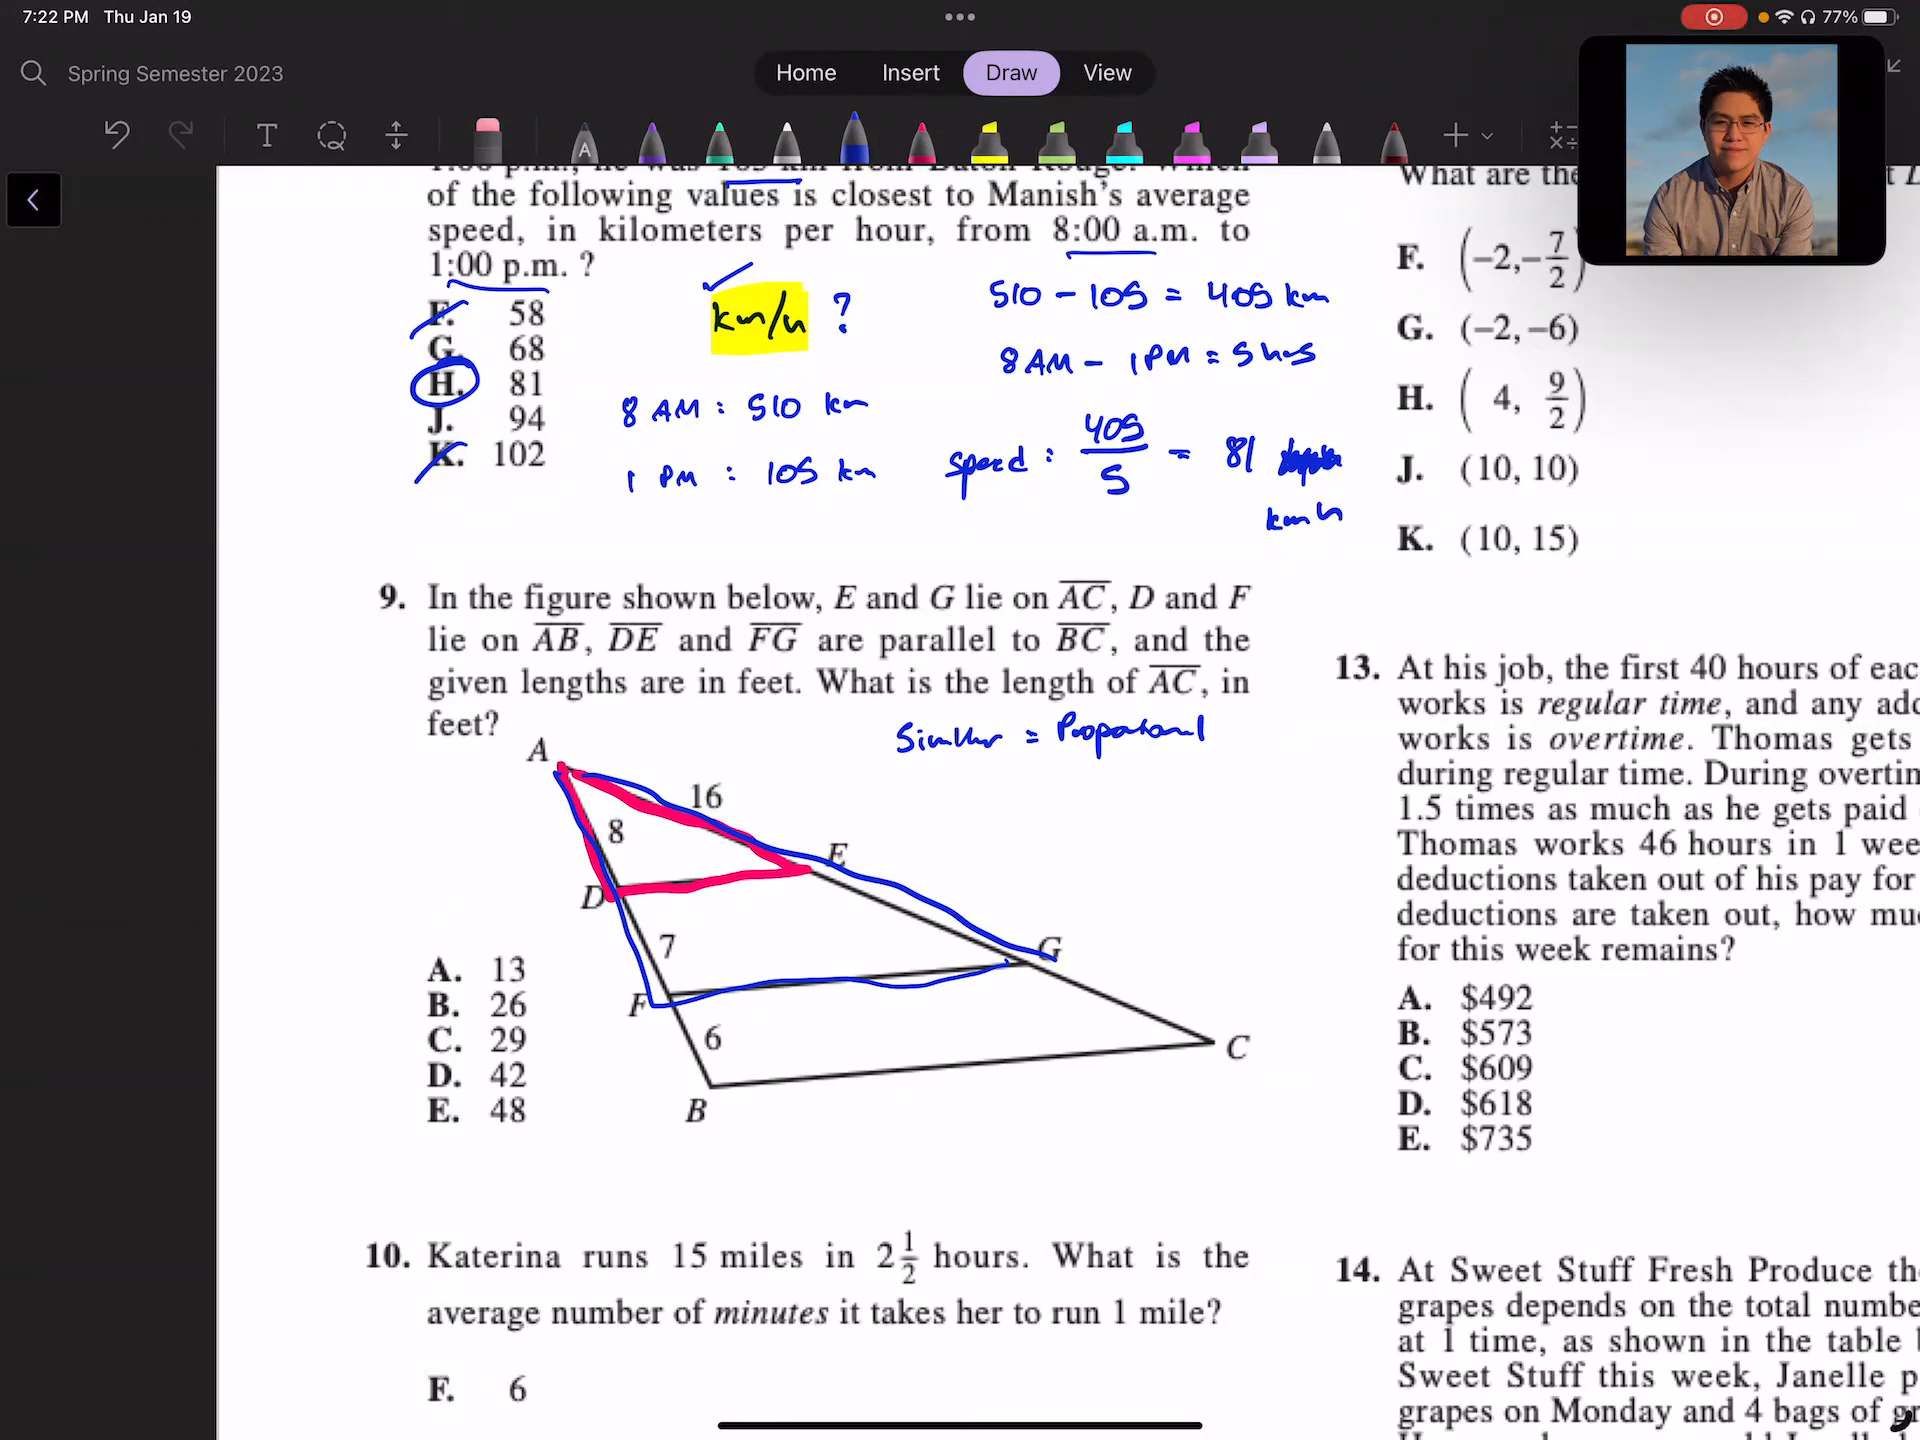 7:22 PM Thu Jan 19
77%
Spring Semester 2023
Home Insert Draw View
of the following values is closest to Manish's average
speed, in kilometers per hour, from 8:00 a.m. to
1:00 p.m. ?
F. 58
G. 68
H. 81
J. 94
K. 102
km/h ?
8 AM : 510 km
1 PM : 105 km
510 - 105 = 405 km
8 AM - 1 PM = 5 hrs
speed : 405/5 = 81
km/h
9. In the figure shown below, E and G lie on AC, D and F
lie on AB, DE and FG are parallel to BC, and the
given lengths are in feet. What is the length of AC, in
feet?
Similar = Proportional
A
16
8
E
D
7
G
F
6
C
B
A. 13
B. 26
C. 29
D. 42
E. 48
10. Katerina runs 15 miles in 2 1/2 hours. What is the
average number of minutes it takes her to run 1 mile?
F. 6
What are the
t
F. (−2,−7/2)
G. (−2,−6)
H. ( 4, 9/2)
J. (10, 10)
K. (10, 15)
13. At his job, the first 40 hours of eac
works is regular time, and any add
works is overtime. Thomas gets
during regular time. During overtin
1.5 times as much as he gets paid
Thomas works 46 hours in 1 wee
deductions taken out of his pay for
deductions are taken out, how mu
for this week remains?
A. $492
B. $573
C. $609
D. $618
E. $735
14. At Sweet Stuff Fresh Produce th
grapes depends on the total numbe
at 1 time, as shown in the table b
Sweet Stuff this week, Janelle p
grapes on Monday and 4 bags of gr